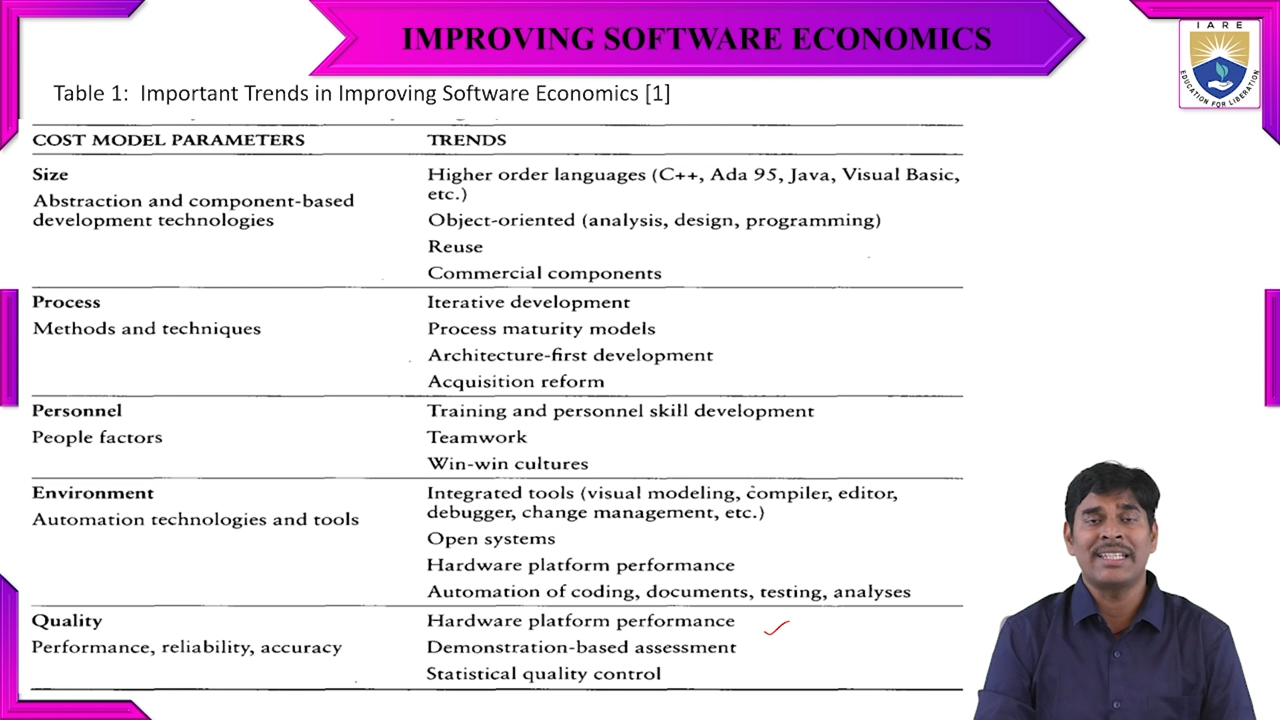 IMPROVING SOFTWARE ECONOMICS
I A R E
EDUCATION FOR LIBERATION
Table 1: Important Trends in Improving Software Economics [1]
COST MODEL PARAMETERS TRENDS
Size Higher order languages (C++, Ada 95, Java, Visual Basic,
etc.)
Abstraction and component-based
development technologies Object-oriented (analysis, design, programming)
Reuse
Commercial components
Process Iterative development
Methods and techniques Process maturity models
Architecture-first development
Acquisition reform
Personnel Training and personnel skill development
People factors Teamwork
Win-win cultures
Environment Integrated tools (visual modeling, compiler, editor,
debugger, change management, etc.)
Automation technologies and tools
Open systems
Hardware platform performance
Automation of coding, documents, testing, analyses
Quality Hardware platform performance
Performance, reliability, accuracy Demonstration-based assessment
Statistical quality control